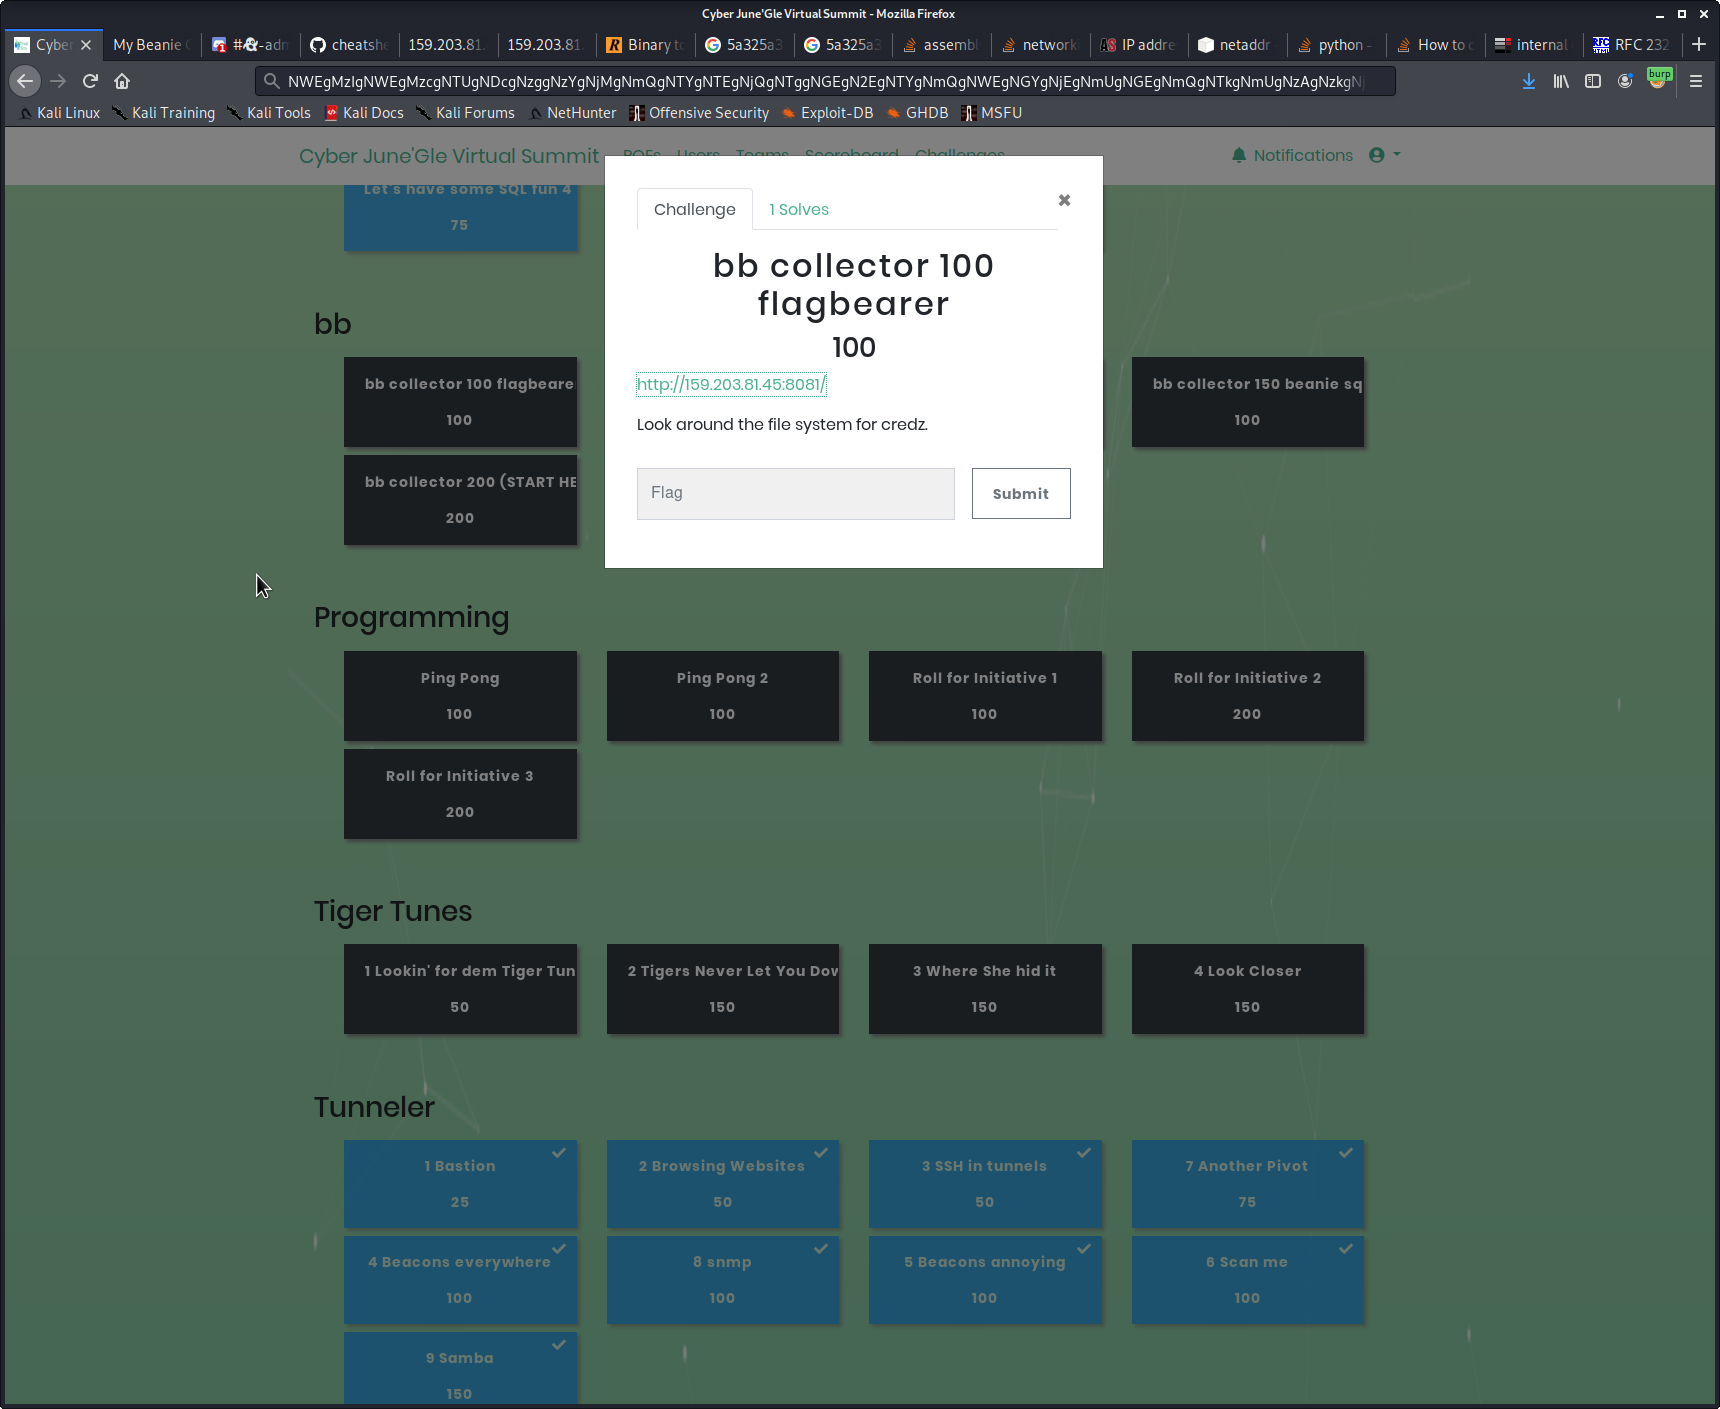 Cyber June'Gle Virtual Summit - Mozilla Firefox
Cyber
My Beanie
cheatshe
159.203.81.
159.203.81.
Binary to
5a325a3
5a325a3
assembl
network
IP addre
netaddr
python -
How to c
internal
RFC 232
burp
Kali Linux
Kali Training
Kali Tools
Kali Docs
Kali Forums
NetHunter
Offensive Security
Exploit-DB
GHDB
MSFU
Cyber June'Gle Virtual Summit
Users
Teams
Scoreboard
Challenges
Notifications
Let's have some SQL fun 4
75
Challenge
1 Solves
bb collector 100
flagbearer
100
http://159.203.81.45:8081/
Look around the file system for credz.
Flag
Submit
bb
bb collector 100 flagbeare
100
bb collector 150 beanie sq
100
bb collector 200 (START HE
200
Programming
Ping Pong
100
Ping Pong 2
100
Roll for Initiative 1
100
Roll for Initiative 2
200
Roll for Initiative 3
200
Tiger Tunes
1 Lookin' for dem Tiger Tun
50
2 Tigers Never Let You Dow
150
3 Where She hid it
150
4 Look Closer
150
Tunneler
1 Bastion
25
2 Browsing Websites
50
3 SSH in tunnels
50
7 Another Pivot
75
4 Beacons everywhere
100
8 snmp
100
5 Beacons annoying
100
6 Scan me
100
9 Samba
150